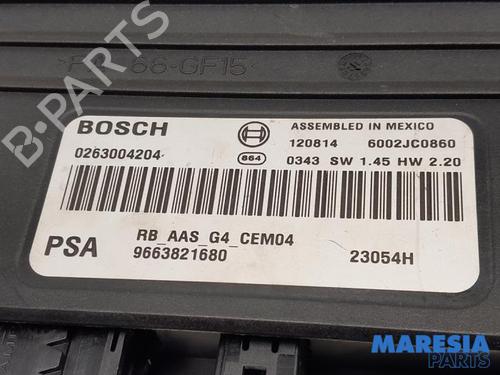 BOSCH
ASSEMBLED IN MEXICO
120814 6002JC0860
0263004204
864 0343 SW 1.45 HW 2.20
PSA
RB_AAS_G4_CEM04
9663821680
23054H
B-PARTS
MARESIA
PARTS